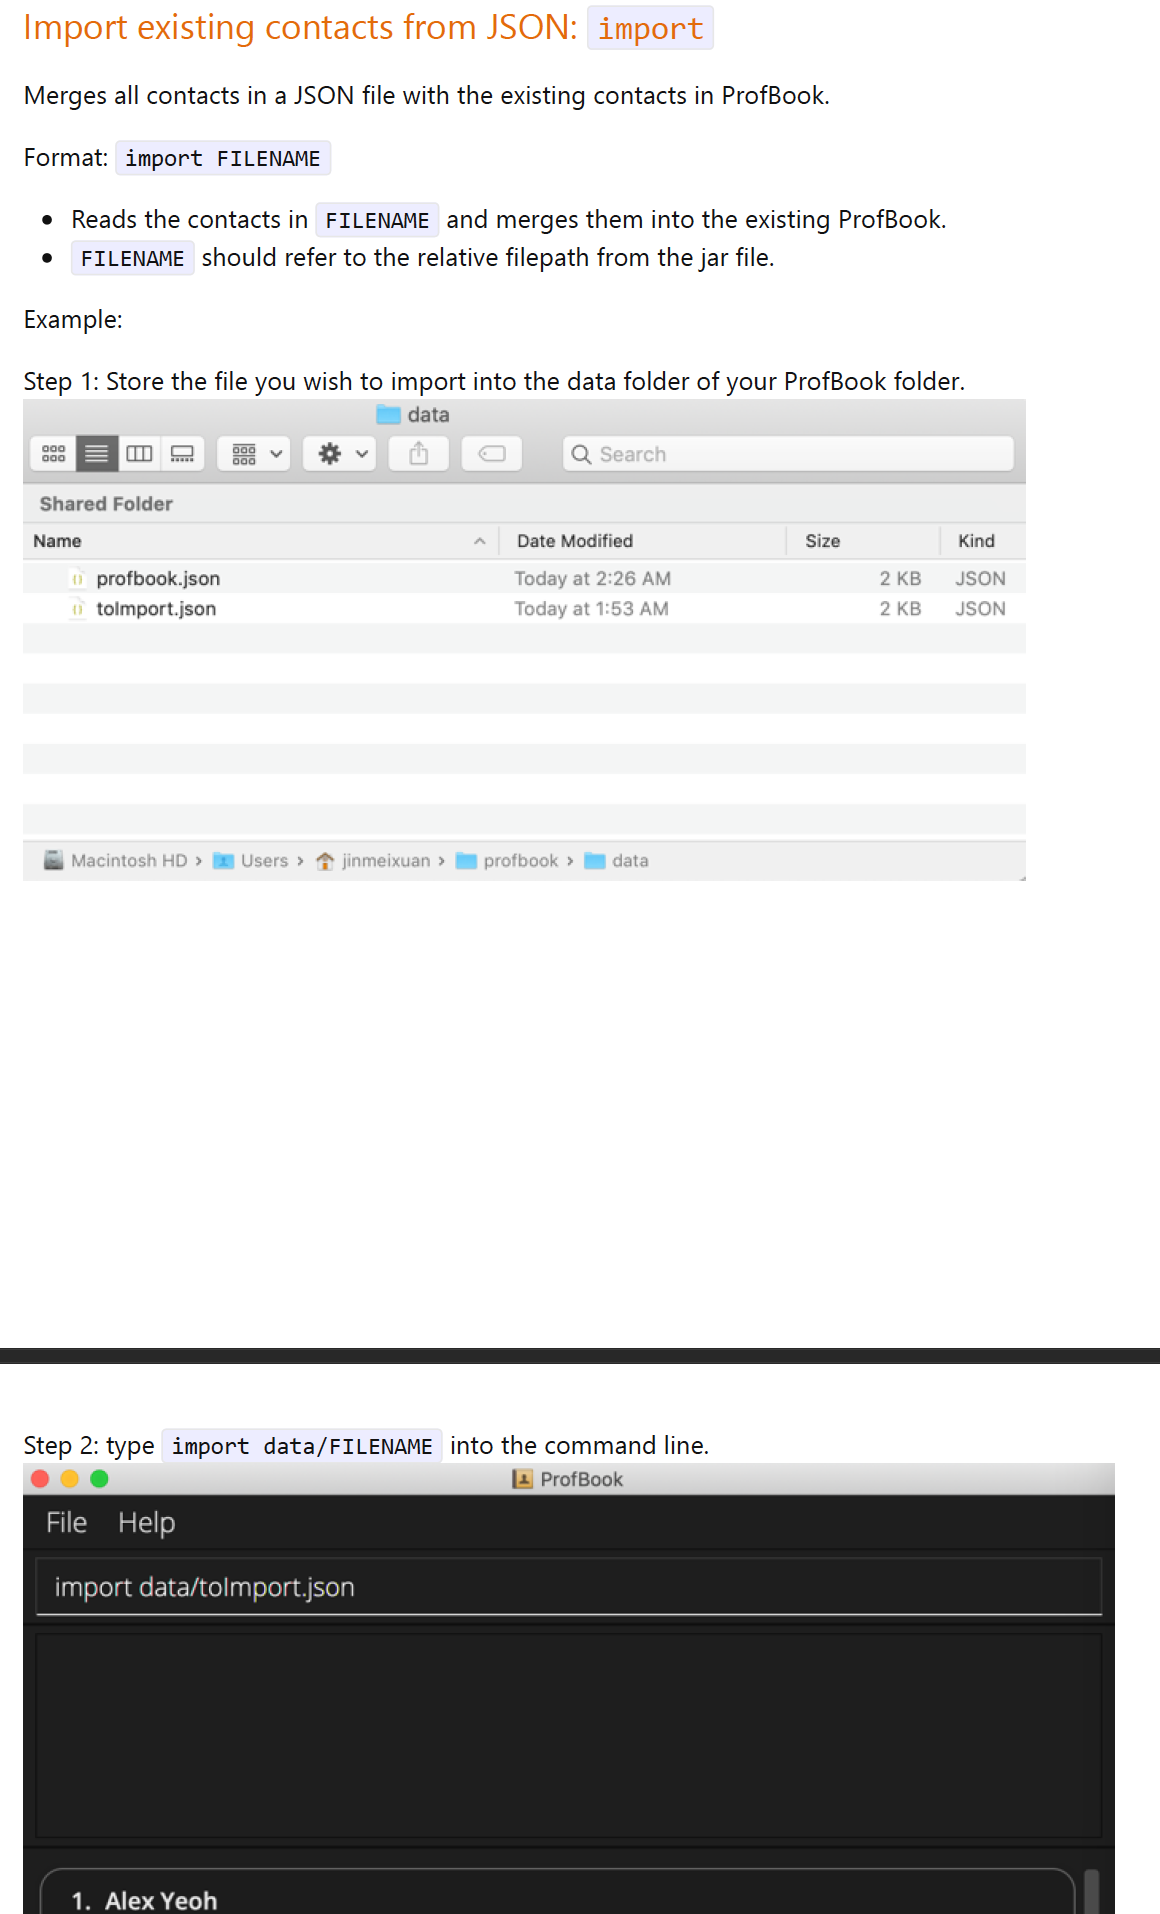 Import existing contacts from JSON: import
Merges all contacts in a JSON file with the existing contacts in ProfBook.
Format: import FILENAME
Reads the contacts in FILENAME and merges them into the existing ProfBook.
FILENAME should refer to the relative filepath from the jar file.
Example:
Step 1: Store the file you wish to import into the data folder of your ProfBook folder.
data
Search
Shared Folder
Name Date Modified Size Kind
profbook.json Today at 2:26 AM 2 KB JSON
toImport.json Today at 1:53 AM 2 KB JSON
Macintosh HD › Users › jinmeixuan › profbook › data
Step 2: type import data/FILENAME into the command line.
ProfBook
File Help
import data/toImport.json
1. Alex Yeoh